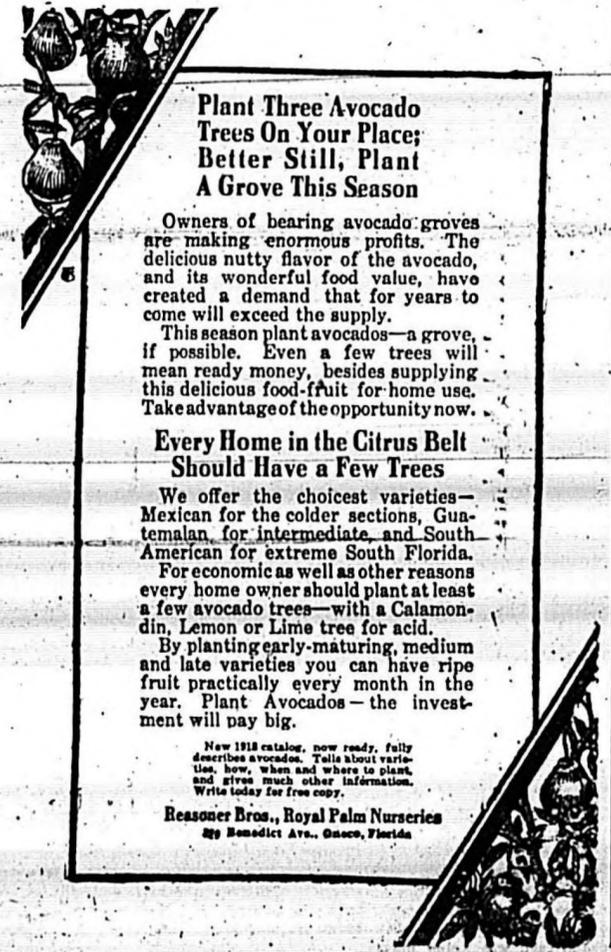 Plant Three Avocado
Trees On Your Place;
Better Still, Plant
A Grove This Season
Owners of bearing avocado groves
are making enormous profits. The
delicious nutty flavor of the avocado,
and its wonderful food value, have
created a demand that for years to
come will exceed the supply.
This season plant avocados—a grove,
if possible. Even a few trees will
mean ready money, besides supplying
this delicious food-fruit for home use.
Take advantage of the opportunity now.
Every Home in the Citrus Belt
Should Have a Few Trees
We offer the choicest varieties—
Mexican for the colder sections, Gua-
temalan for intermediate, and South
American for extreme South Florida.
For economic as well as other reasons
every home owner should plant at least
a few avocado trees—with a Calamon-
din, Lemon or Lime tree for acid.
By planting early-maturing, medium
and late varieties you can have ripe
fruit practically every month in the
year. Plant Avocados—the invest-
ment will pay big.
New 1918 catalog, now ready, fully
describes avocados. Tells about varie-
ties, how, when and where to plant,
and gives much other information.
Write today for free copy.
Reasoner Bros., Royal Palm Nurseries
Benedict Ave., Oneco, Florida